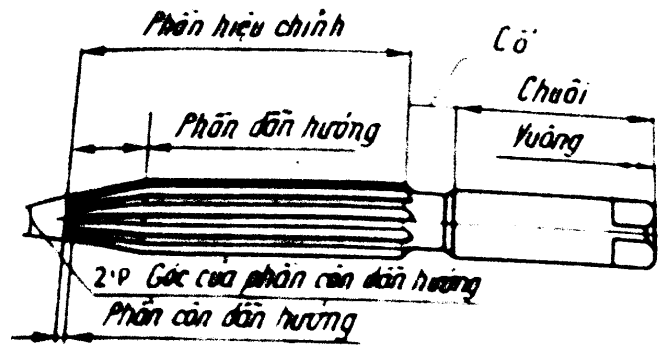 Phần hiệu chỉnh
Cổ
Chuôi
Phần dẫn hướng
Vuông
2·φ Góc của phần côn dẫn hướng
Phần côn dẫn hướng